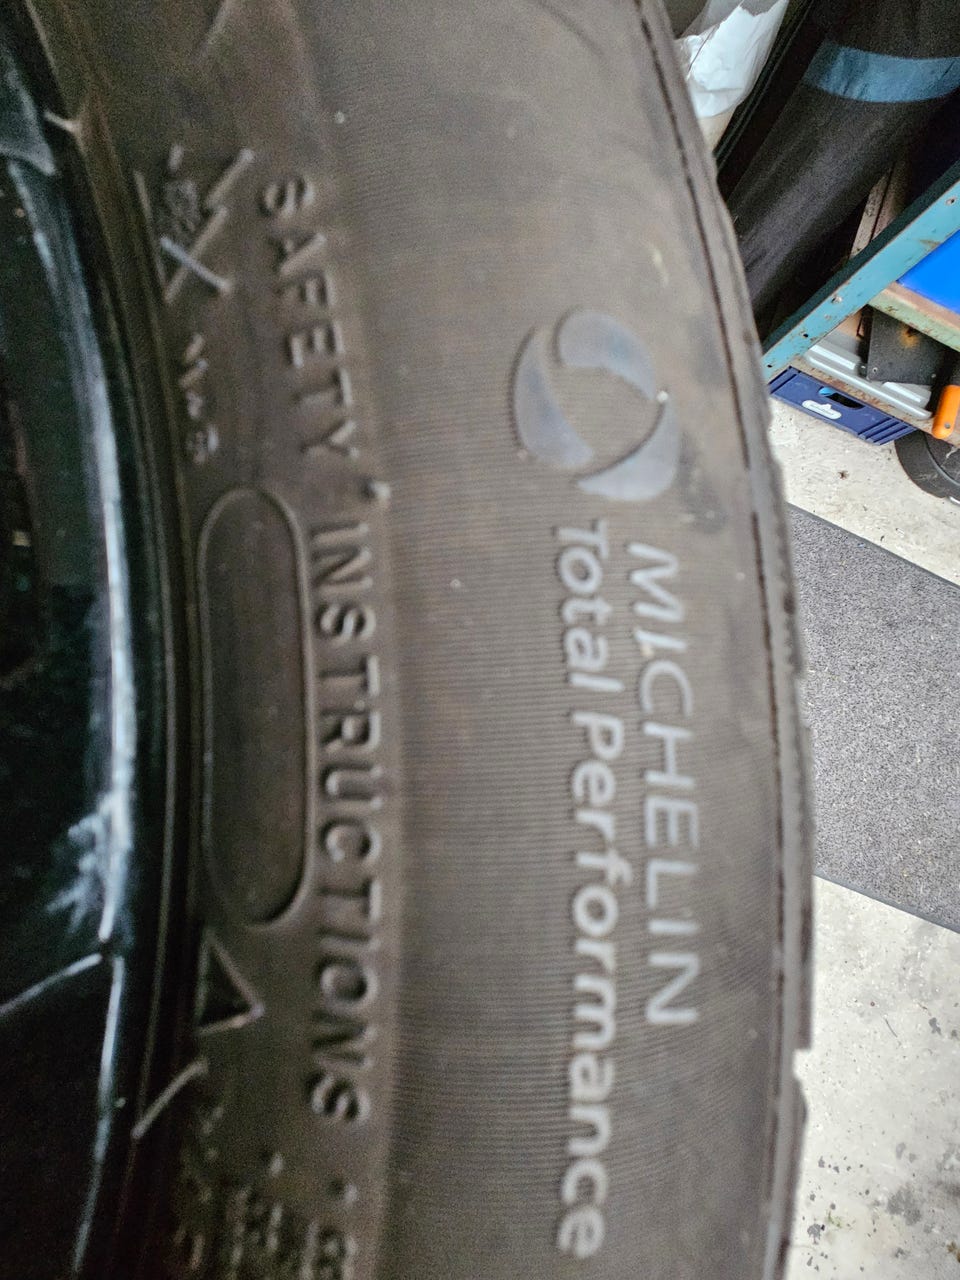 MICHELIN
Total Performance
SAFETY INSTRUCTIONS